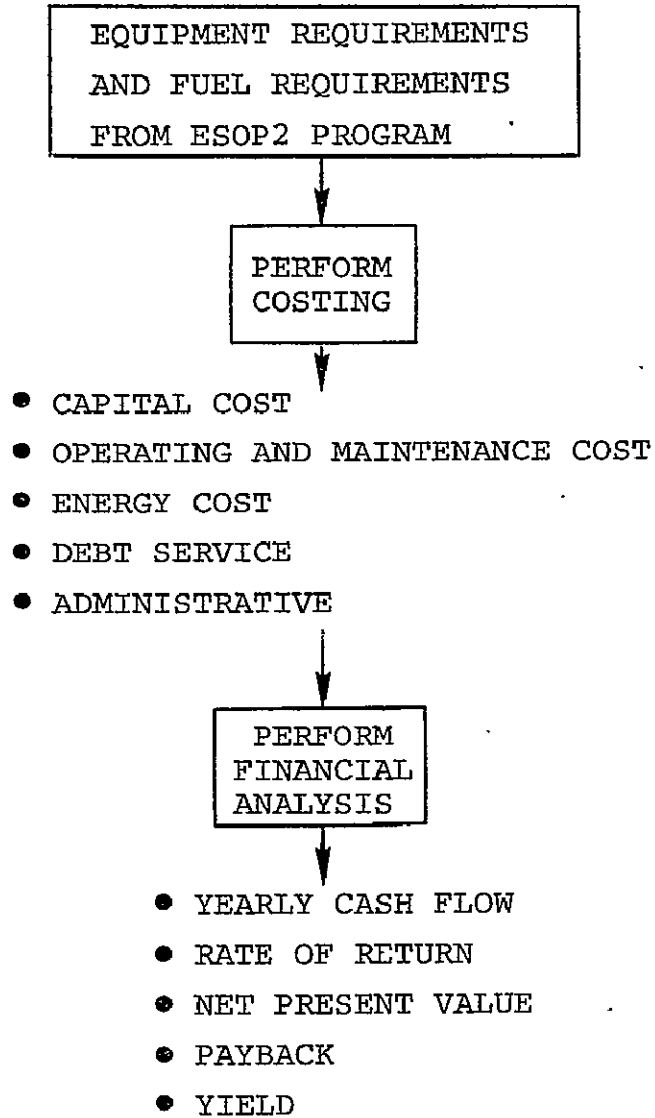 EQUIPMENT REQUIREMENTS
AND FUEL REQUIREMENTS
FROM ESOP2 PROGRAM
PERFORM
COSTING
• CAPITAL COST
• OPERATING AND MAINTENANCE COST
• ENERGY COST
• DEBT SERVICE
• ADMINISTRATIVE
PERFORM
FINANCIAL
ANALYSIS
• YEARLY CASH FLOW
• RATE OF RETURN
• NET PRESENT VALUE
• PAYBACK
• YIELD